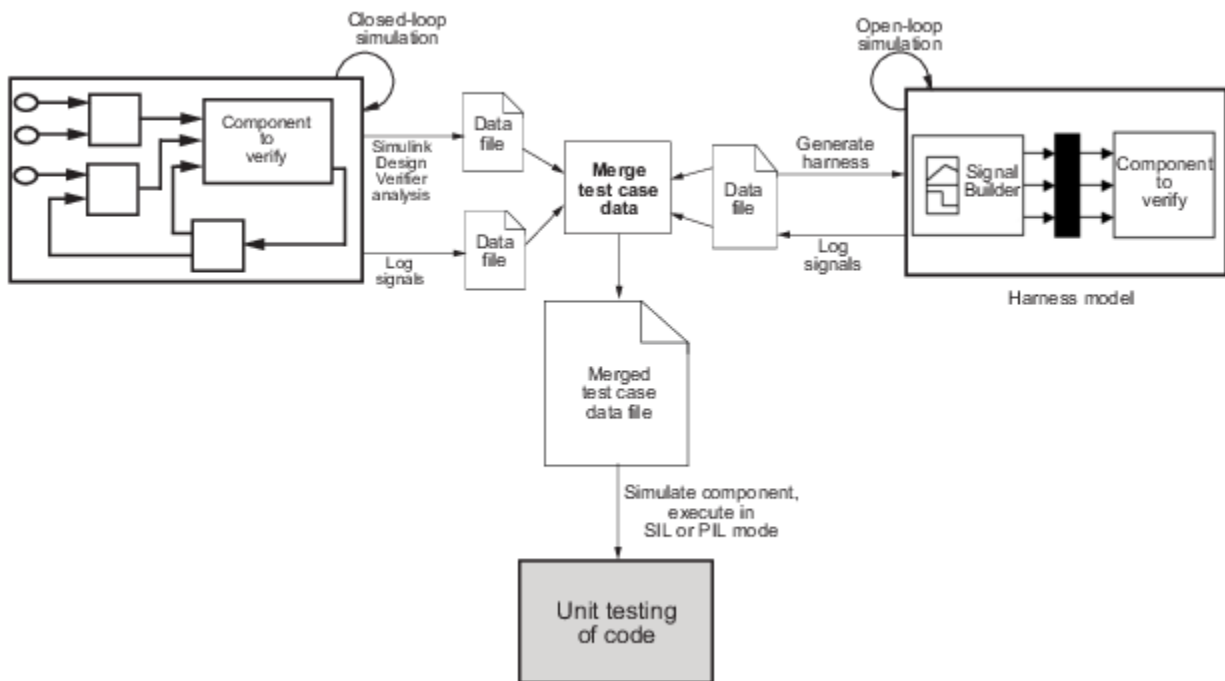 Closed-loop
simulation
Open-loop
simulation
Component
to
verify
Simulink
Design
Verifier
analysis
Log
signals
Data
file
Data
file
Merge
test case
data
Data
file
Generate
harness
Log
signals
Signal
Builder
Component
to
verify
Harness model
Merged
test case
data file
Simulate component,
execute in
SIL or PIL mode
Unit testing
of code